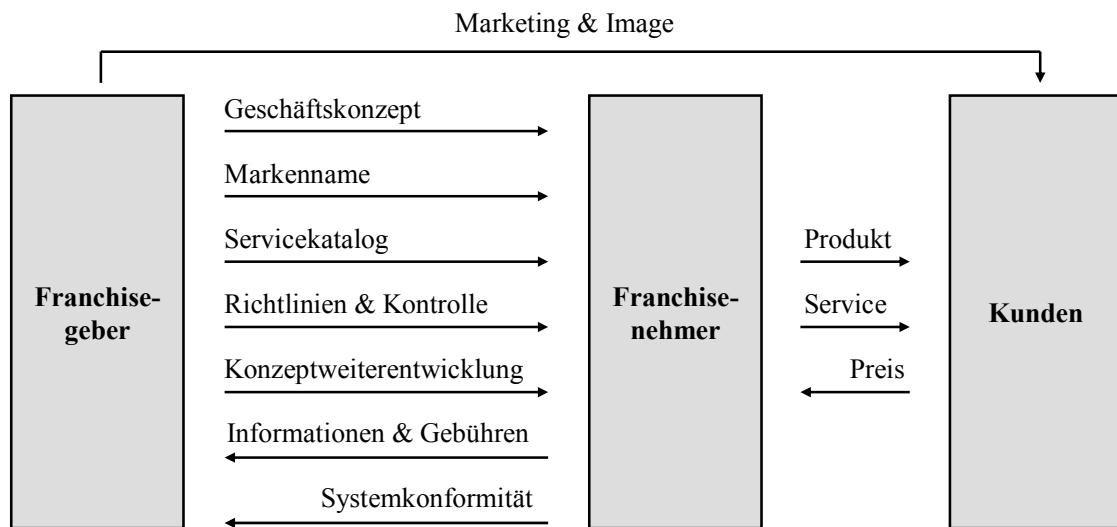 Marketing & Image
Geschäftskonzept
Markenname
Servicekatalog
Produkt
Franchise-
geber
Richtlinien & Kontrolle
Franchise-
nehmer
Service
Kunden
Konzeptweiterentwicklung
Preis
Informationen & Gebühren
Systemkonformität